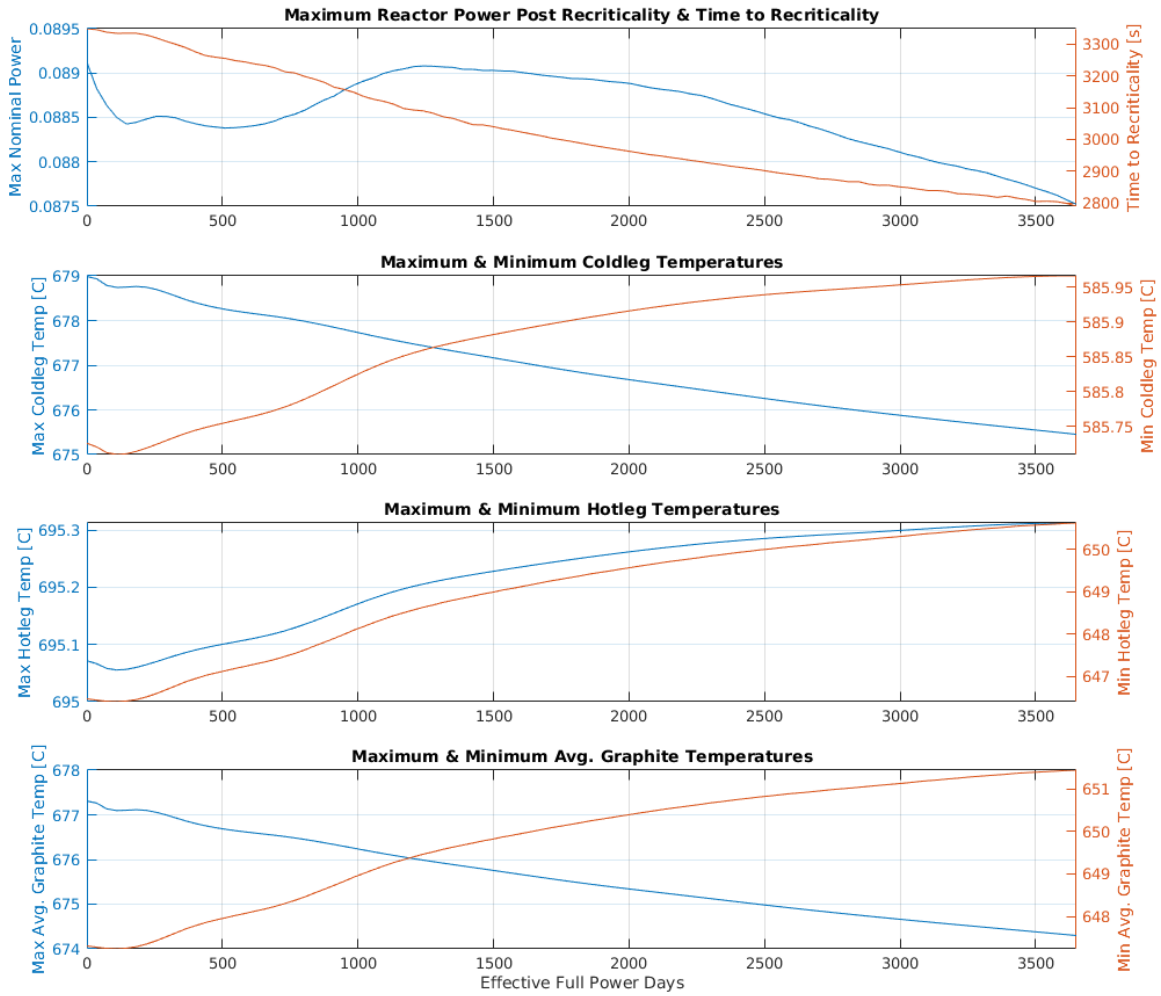 Maximum Reactor Power Post Recriticality & Time to Recriticality
Max Nominal Power
0.0895
0.089
0.0885
0.088
0.0875
3300
3200
3100
3000
2900
2800
Time to Recriticality [s]
0 500 1000 1500 2000 2500 3000 3500
Maximum & Minimum Coldleg Temperatures
Max Coldleg Temp [C]
679
678
677
676
675
585.95
585.9
585.85
585.8
585.75
Min Coldleg Temp [C]
0 500 1000 1500 2000 2500 3000 3500
Maximum & Minimum Hotleg Temperatures
Max Hotleg Temp [C]
695.3
695.2
695.1
695
650
649
648
647
Min Hotleg Temp [C]
0 500 1000 1500 2000 2500 3000 3500
Maximum & Minimum Avg. Graphite Temperatures
Max Avg. Graphite Temp [C]
678
677
676
675
674
651
650
649
648
Min Avg. Graphite Temp [C]
0 500 1000 1500 2000 2500 3000 3500
Effective Full Power Days